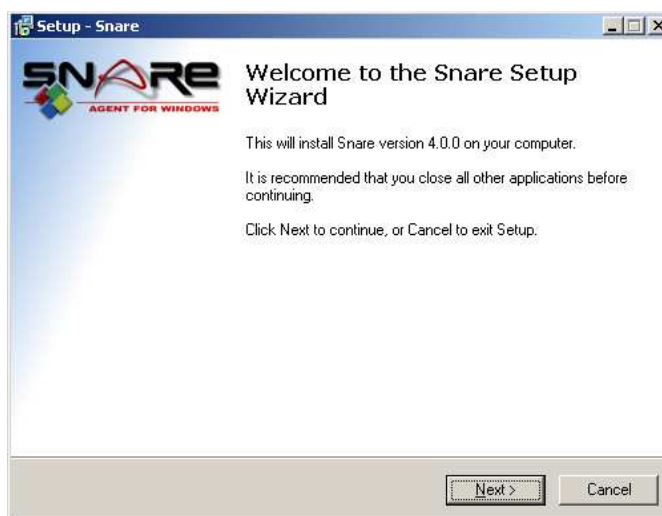 Setup - Snare
SNARE
AGENT FOR WINDOWS
Welcome to the Snare Setup
Wizard
This will install Snare version 4.0.0 on your computer.
It is recommended that you close all other applications before
continuing.
Click Next to continue, or Cancel to exit Setup.
Next >
Cancel